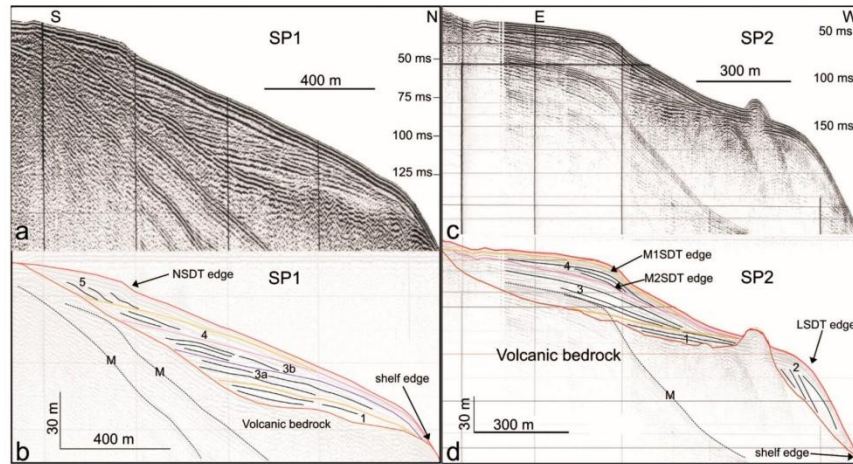 S
N
SP1
50 ms
400 m
75 ms
100 ms
125 ms
a
E
W
SP2
50 ms
300 m
100 ms
150 ms
c
SP1
NSDT edge
5
4
3b
3a
1
M
M
shelf edge
Volcanic bedrock
30 m
400 m
b
SP2
M1SDT edge
4
M2SDT edge
3
1
LSDT edge
2
Volcanic bedrock
M
30 m
300 m
shelf edge
d